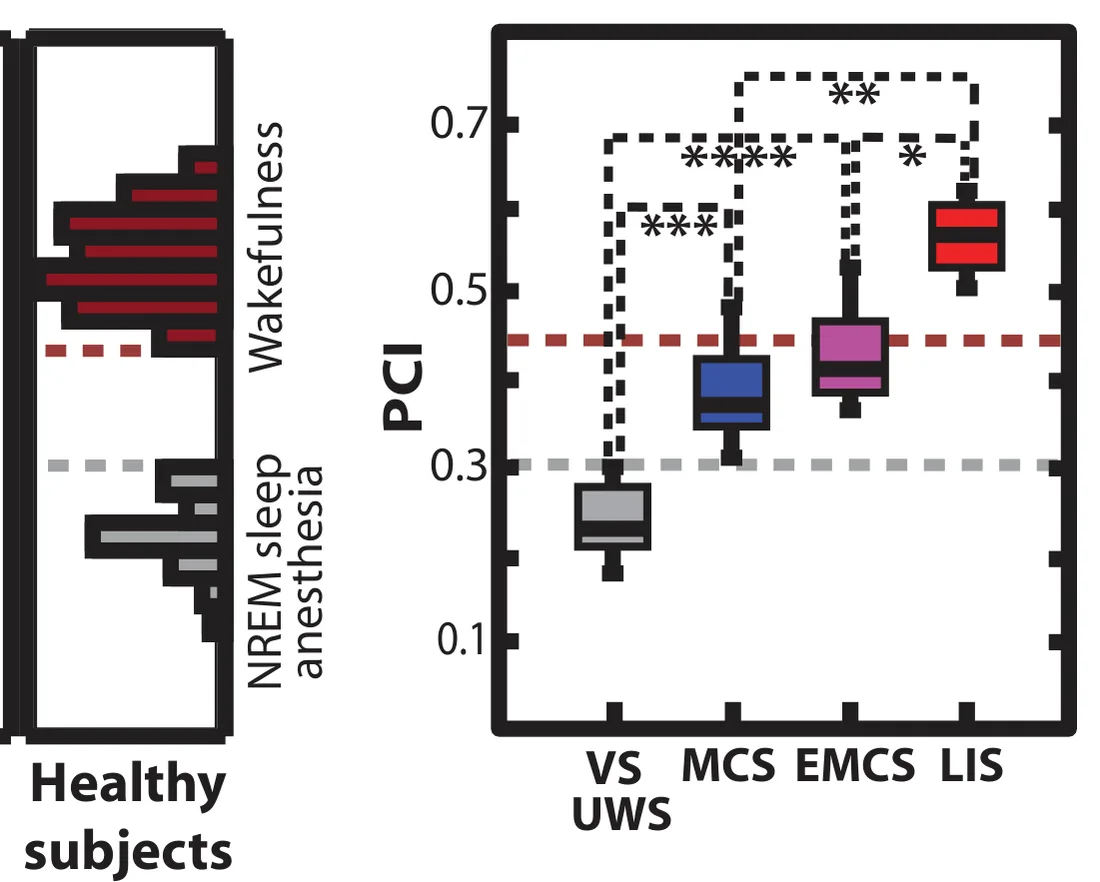 Wakefulness
NREM sleep
anesthesia
Healthy
subjects
PCI
0.7
0.5
0.3
0.1
**
****
*
***
VS MCS EMCS LIS
UWS